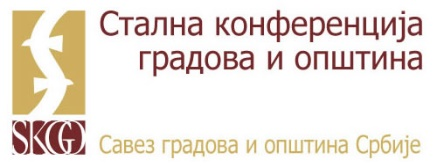 Стална конференција
градова и општина
SKGO
Савез градова и општина Србије